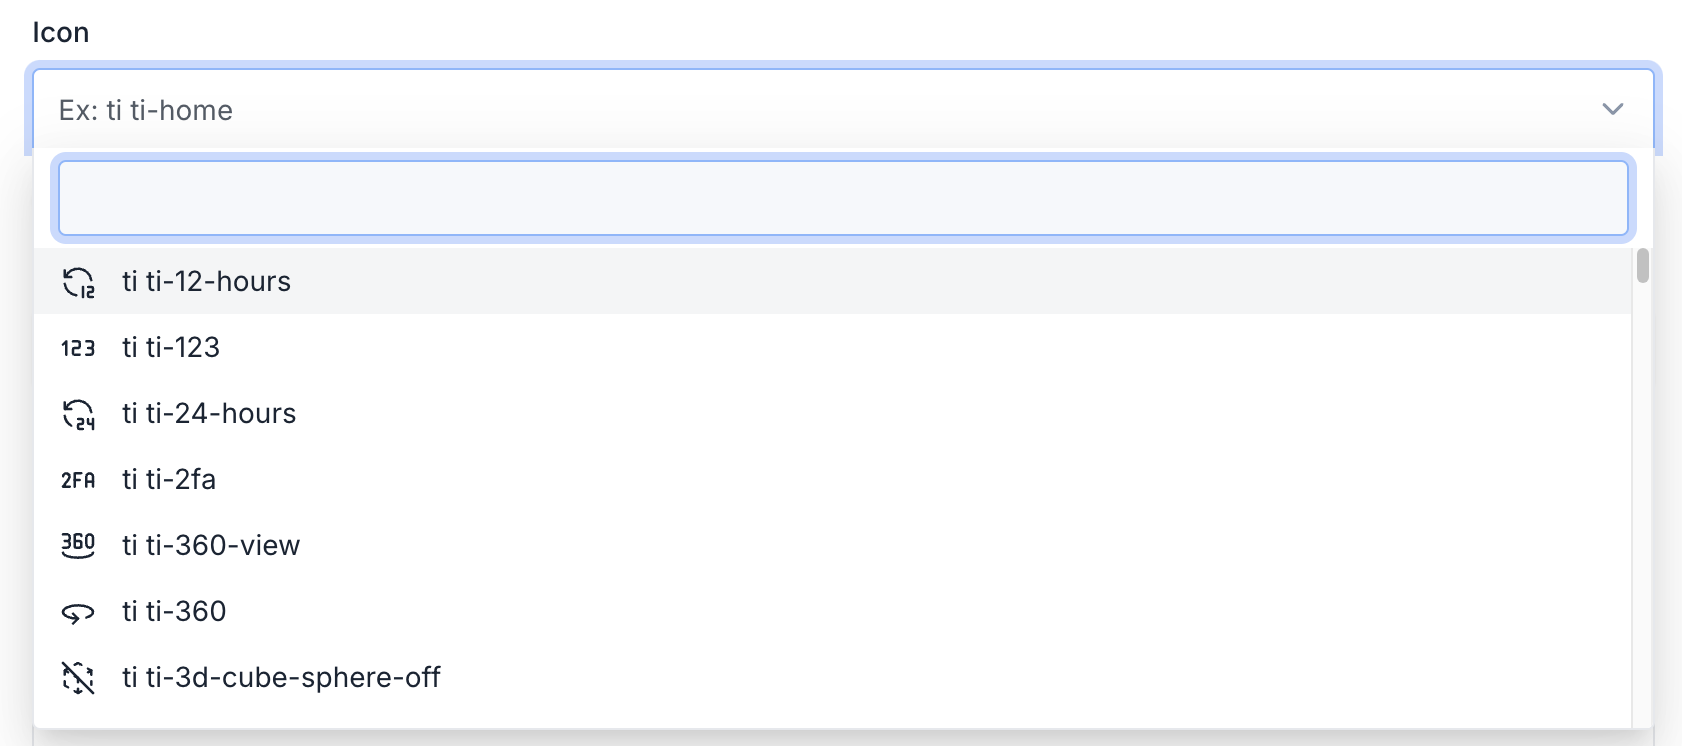 Icon
Ex: ti ti-home
12 ti ti-12-hours
123 ti ti-123
24 ti ti-24-hours
2FA ti ti-2fa
360 ti ti-360-view
ti ti-360
ti ti-3d-cube-sphere-off